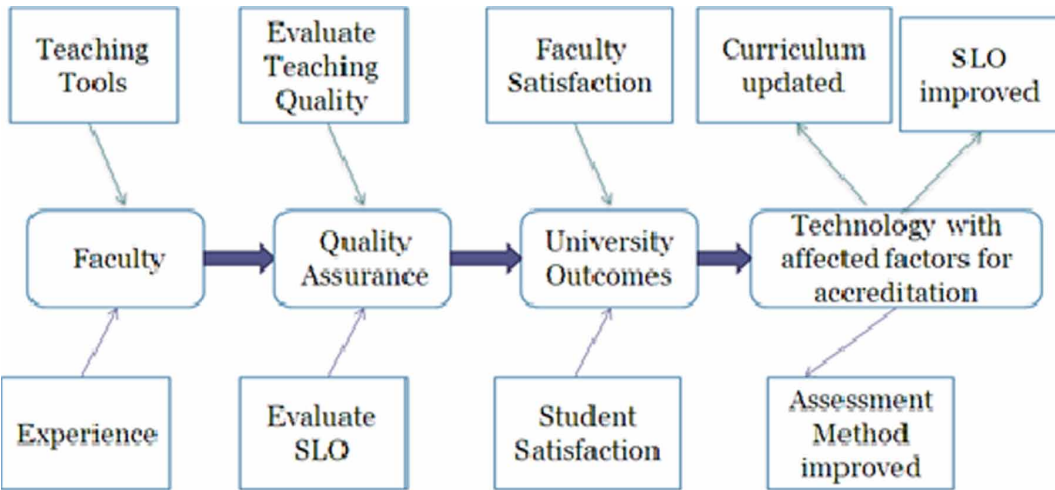 Teaching
Tools
Evaluate
Teaching
Quality
Faculty
Satisfaction
Curriculum
updated
SLO
improved
Faculty
Quality
Assurance
University
Outcomes
Technology with
affected factors for
accreditation
Experience
Evaluate
SLO
Student
Satisfaction
Assessment
Method
improved